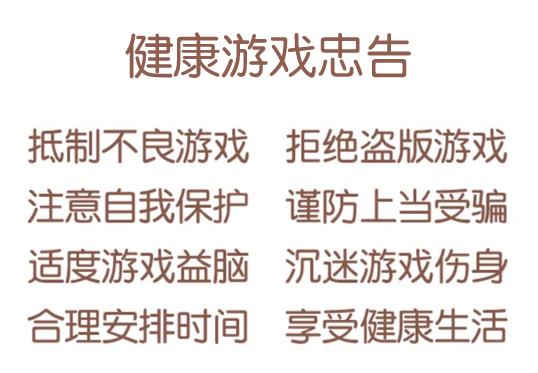 健康游戏忠告
抵制不良游戏 拒绝盗版游戏
注意自我保护 谨防上当受骗
适度游戏益脑 沉迷游戏伤身
合理安排时间 享受健康生活